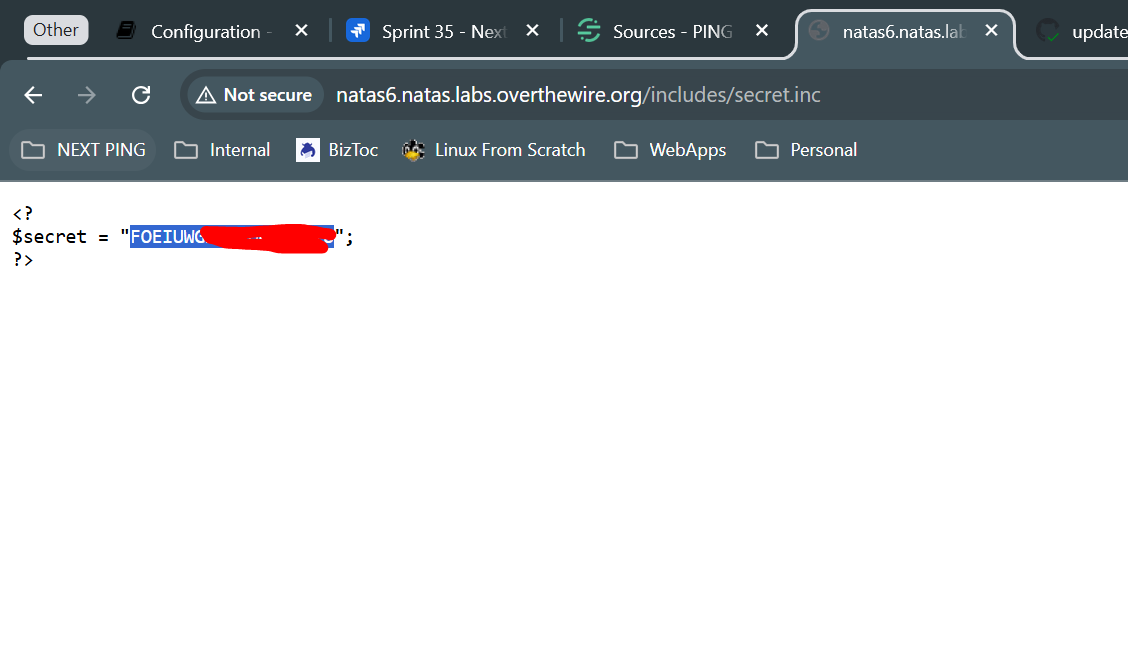 Other Configuration - Sprint 35 - Next Sources - PING natas6.natas.lab update
Not secure natas6.natas.labs.overthewire.org/includes/secret.inc
NEXT PING Internal BizToc Linux From Scratch WebApps Personal
<?
$secret = "FOEIUWG";
?>